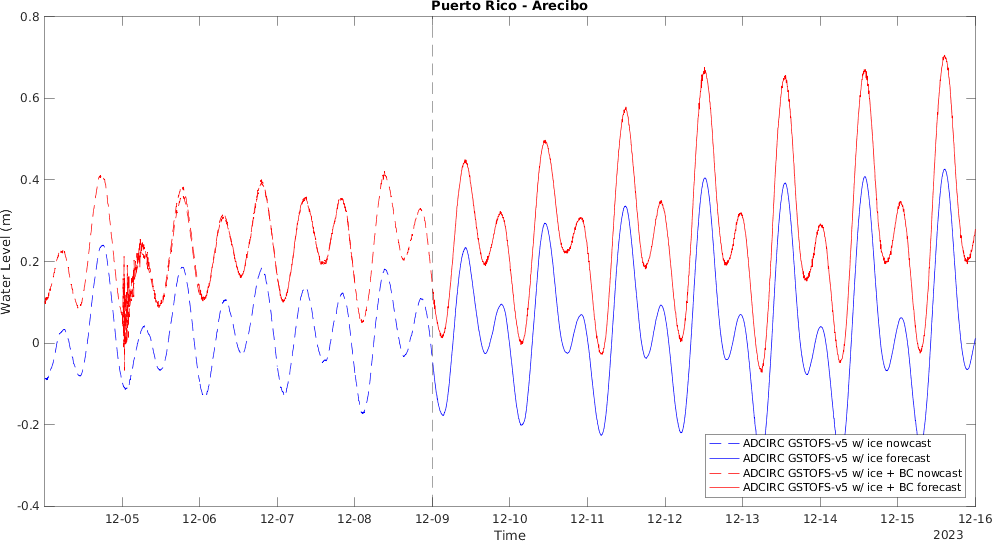 Puerto Rico - Arecibo
Water Level (m)
0.8
0.6
0.4
0.2
0
-0.2
-0.4
ADCIRC GSTOFS-v5 w/ ice nowcast
ADCIRC GSTOFS-v5 w/ ice forecast
ADCIRC GSTOFS-v5 w/ ice + BC nowcast
ADCIRC GSTOFS-v5 w/ ice + BC forecast
12-05 12-06 12-07 12-08 12-09 12-10 12-11 12-12 12-13 12-14 12-15 12-16
Time
2023